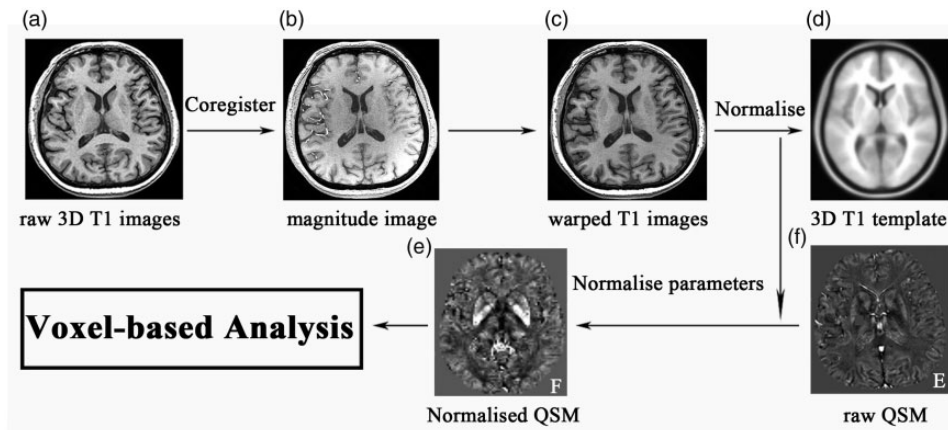 (a)
(b)
(c)
(d)
Coregister
Normalise
raw 3D T1 images
magnitude image
warped T1 images
3D T1 template
(e)
(f)
Normalise parameters
Voxel-based Analysis
F
E
Normalised QSM
raw QSM